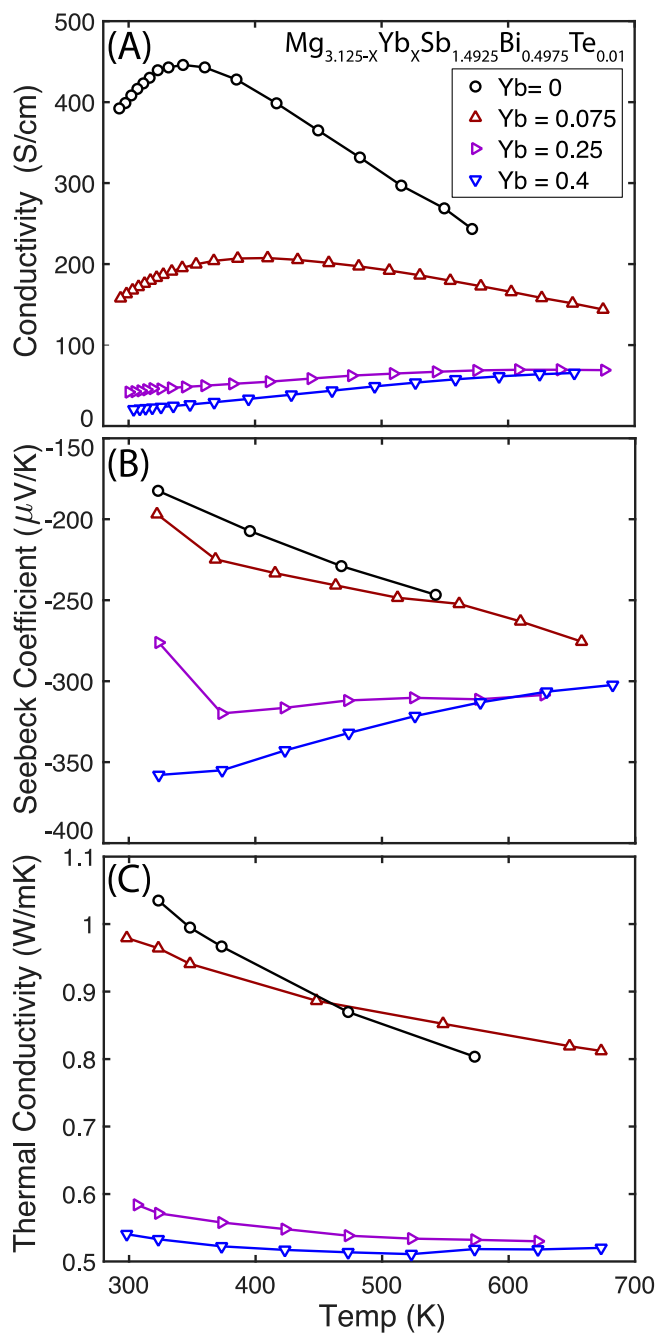 (A)
Mg3.125-XYbXSb1.4925Bi0.4975Te0.01
Yb= 0
Yb = 0.075
Yb = 0.25
Yb = 0.4
Conductivity (S/cm)
500
400
300
200
100
0
(B)
Seebeck Coefficient (μV/K)
-150
-200
-250
-300
-350
-400
(C)
Thermal Conductivity (W/mK)
1.1
1
0.9
0.8
0.7
0.6
0.5
300 400 500 600 700
Temp (K)